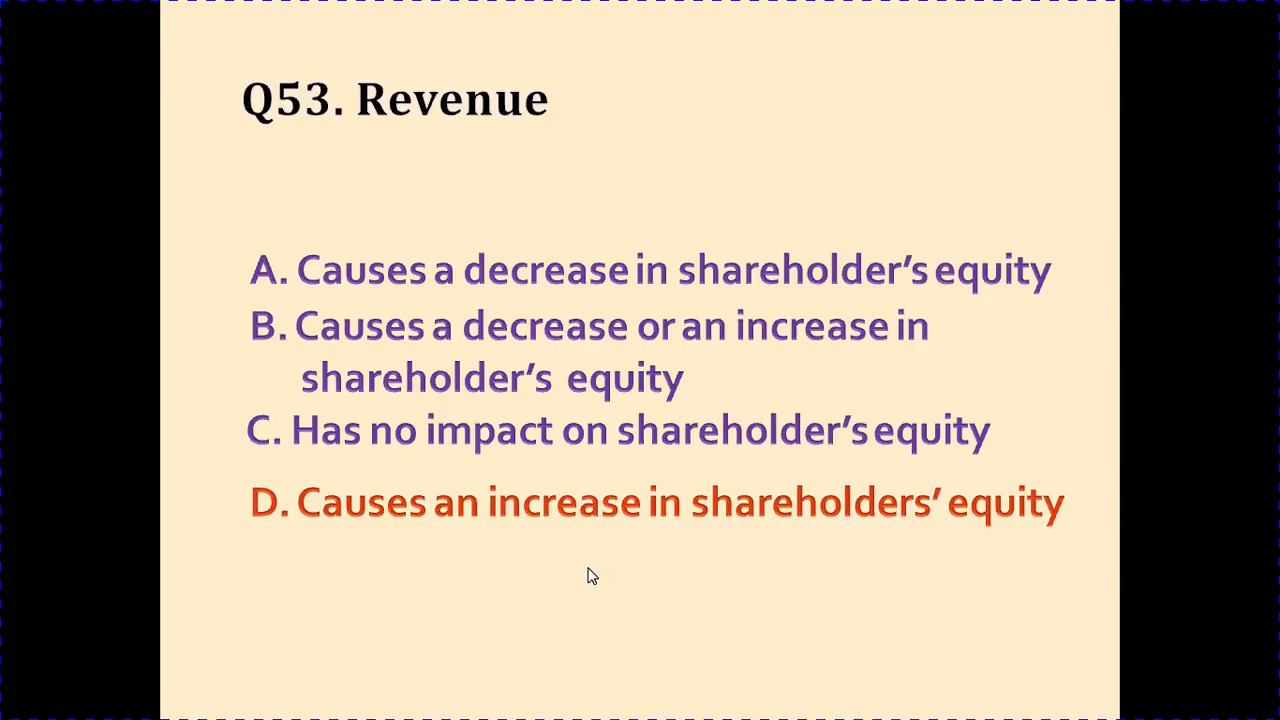 Q53. Revenue
A. Causes a decrease in shareholder’s equity
B. Causes a decrease or an increase in
shareholder’s equity
C. Has no impact on shareholder’s equity
D. Causes an increase in shareholders’ equity